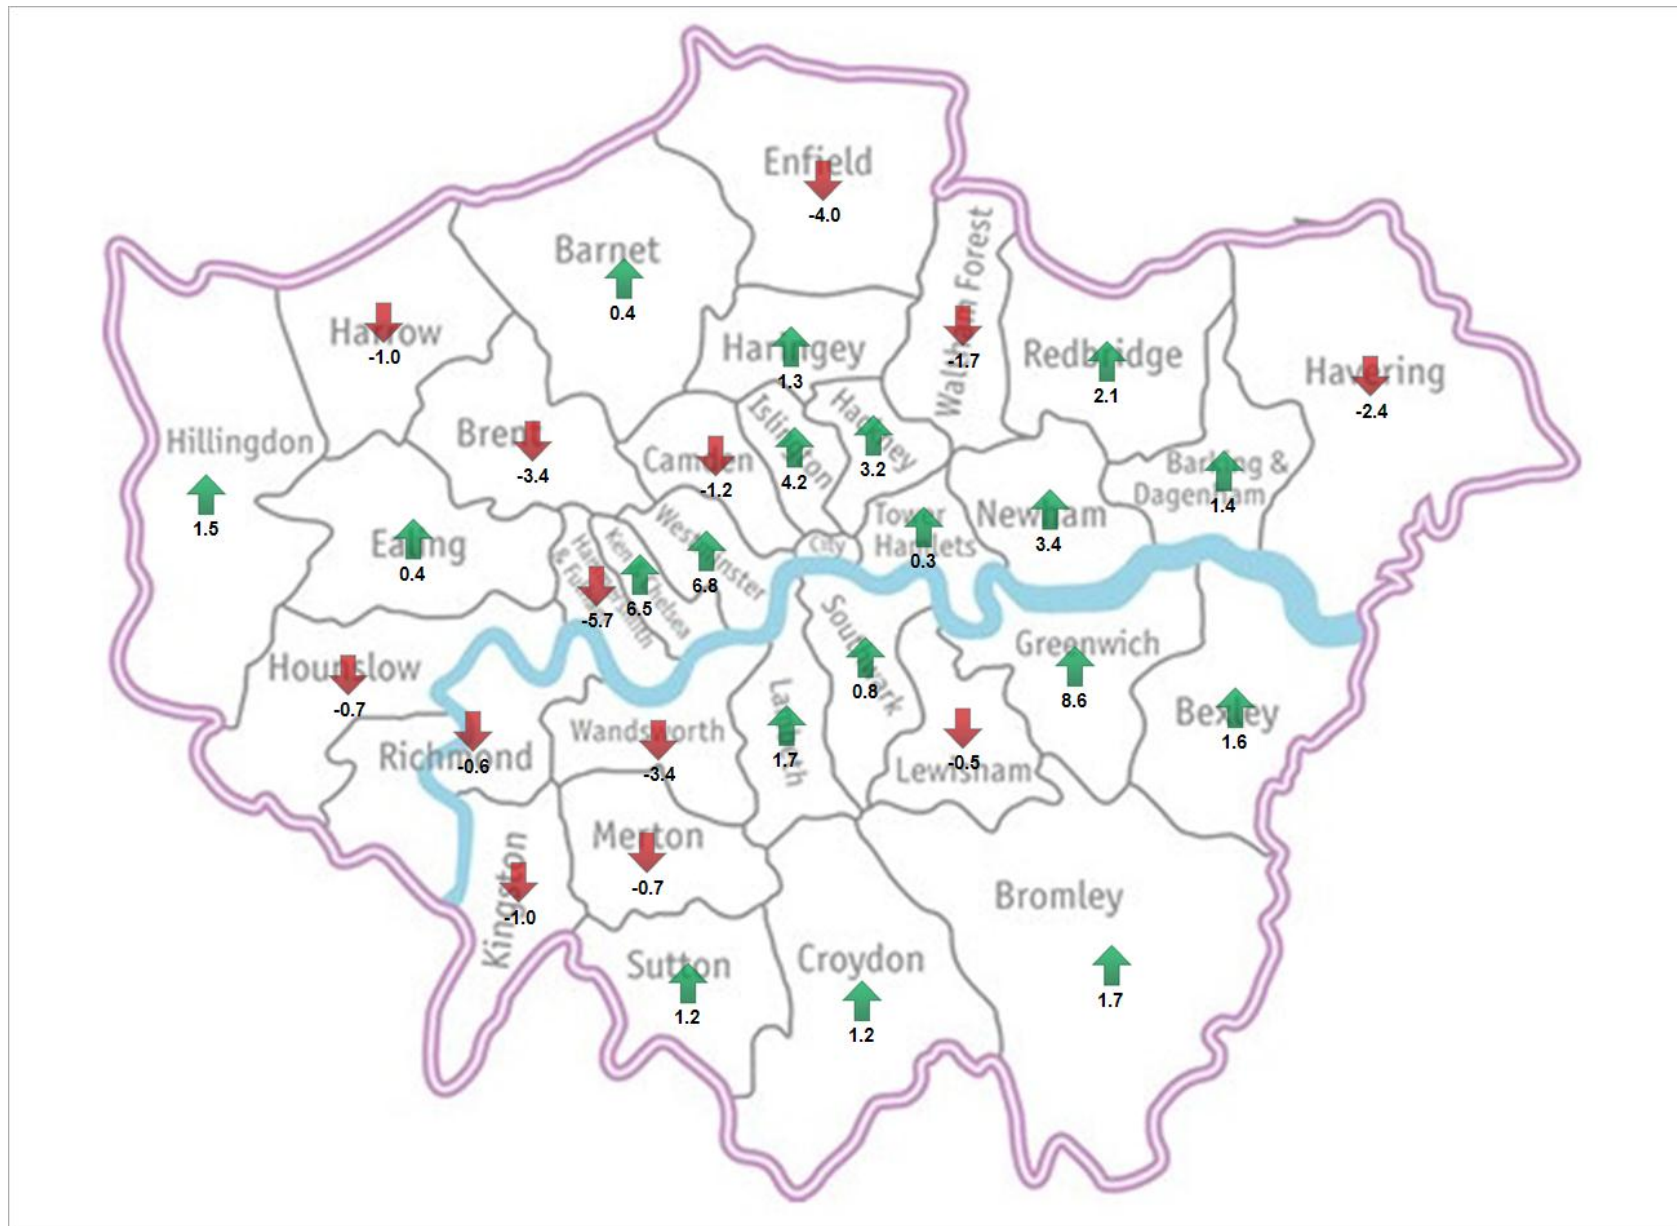 Enfield
-4.0
Barnet
0.4
Harrow
-1.0
Haringey
1.3
Waltham Forest
-1.7
Redbridge
2.1
Havering
-2.4
Hillingdon
1.5
Brent
-3.4
Camden
-1.2
Islington
4.2
Hackney
3.2
Barking &
Dagenham
1.4
Ealing
0.4
Hammersmith
& Fulham
-5.7
Ken
Chelsea
6.5
Westminster
6.8
City
Tower
Hamlets
0.3
Newham
3.4
Hounslow
-0.7
Richmond
-0.6
Wandsworth
-3.4
Lambeth
1.7
Southwark
0.8
Lewisham
-0.5
Greenwich
8.6
Bexley
1.6
Kingston
-1.0
Merton
-0.7
Sutton
1.2
Croydon
1.2
Bromley
1.7